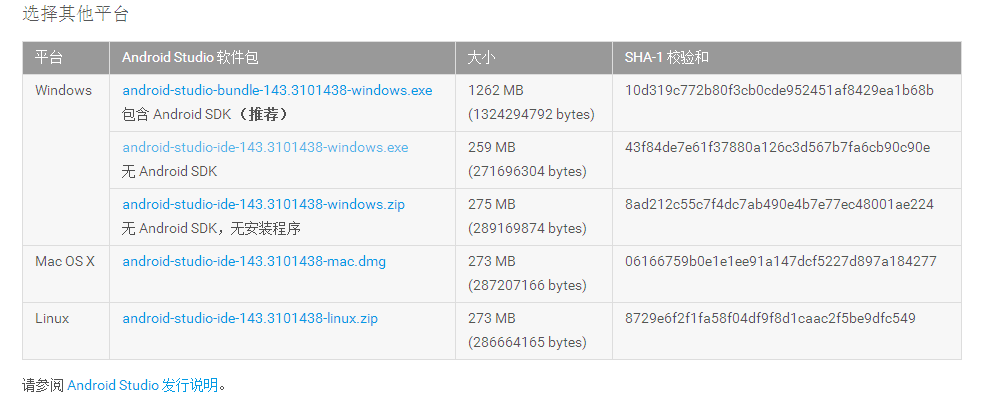 选择其他平台
平台 Android Studio 软件包 大小 SHA-1 校验和
Windows android-studio-bundle-143.3101438-windows.exe 1262 MB 10d319c772b80f3cb0cde952451af8429ea1b68b
包含 Android SDK（推荐） (1324294792 bytes)
android-studio-ide-143.3101438-windows.exe 259 MB 43f84de7e61f37880a126c3d567b7fa6cb90c90e
无 Android SDK (271696304 bytes)
android-studio-ide-143.3101438-windows.zip 275 MB 8ad212c55c7f4dc7ab490e4b7e77ec48001ae224
无 Android SDK，无安装程序 (289169874 bytes)
Mac OS X android-studio-ide-143.3101438-mac.dmg 273 MB 06166759b0e1e1ee91a147dcf5227d897a184277
(287207166 bytes)
Linux android-studio-ide-143.3101438-linux.zip 273 MB 8729e6f2f1fa58f04df9f8d1caac2f5be9dfc549
(286664165 bytes)
请参阅 Android Studio 发行说明。